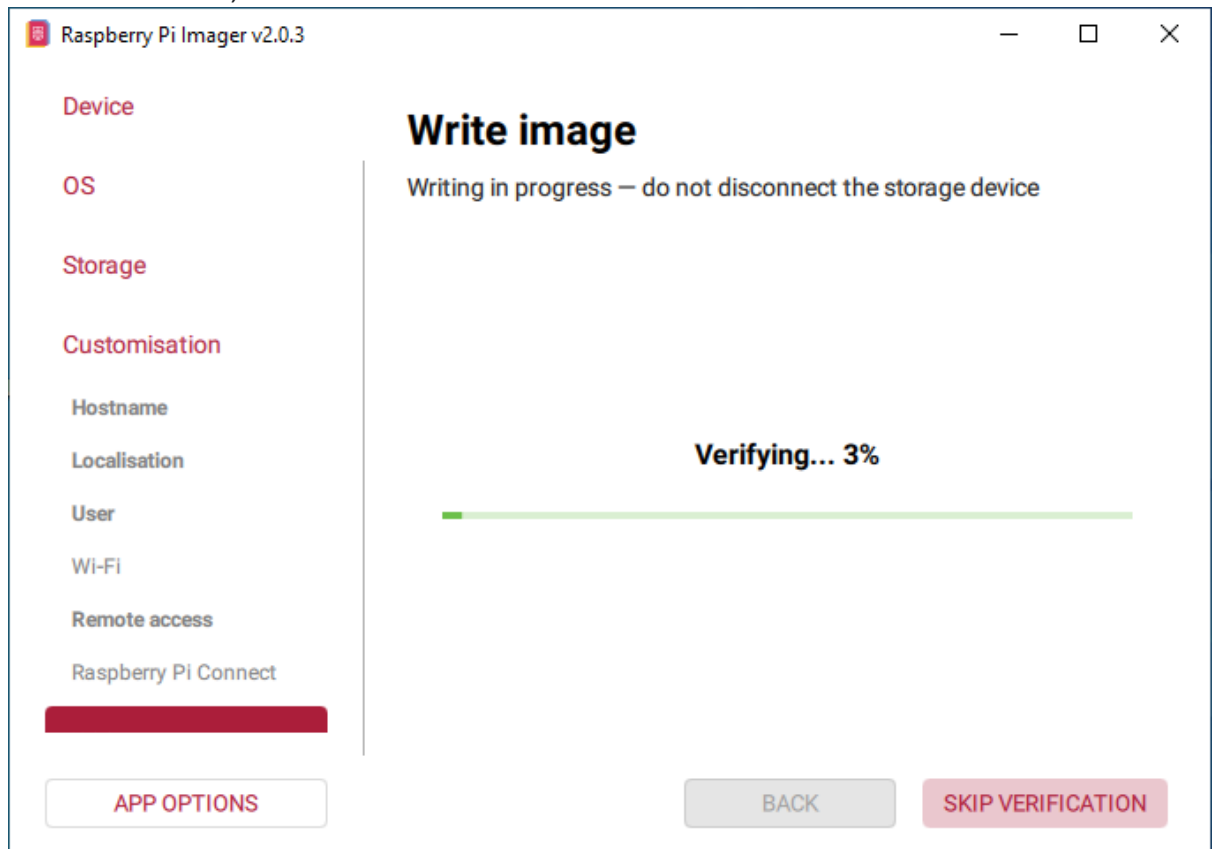 Raspberry Pi Imager v2.0.3
Device
OS
Storage
Customisation
Hostname
Localisation
User
Wi-Fi
Remote access
Raspberry Pi Connect
APP OPTIONS
Write image
Writing in progress — do not disconnect the storage device
Verifying... 3%
BACK
SKIP VERIFICATION